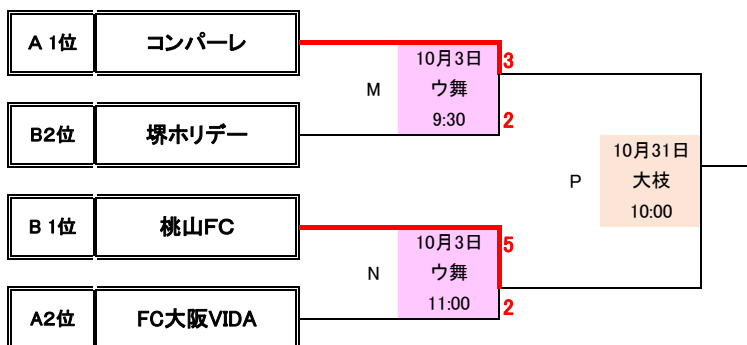 A 1位 コンパーレ
10月3日
3
M
ウ舞
9:30
2
B2位 堺ホリデー
10月31日
P
大枝
10:00
B 1位 桃山FC
10月3日
5
N
ウ舞
11:00
2
A2位 FC大阪VIDA